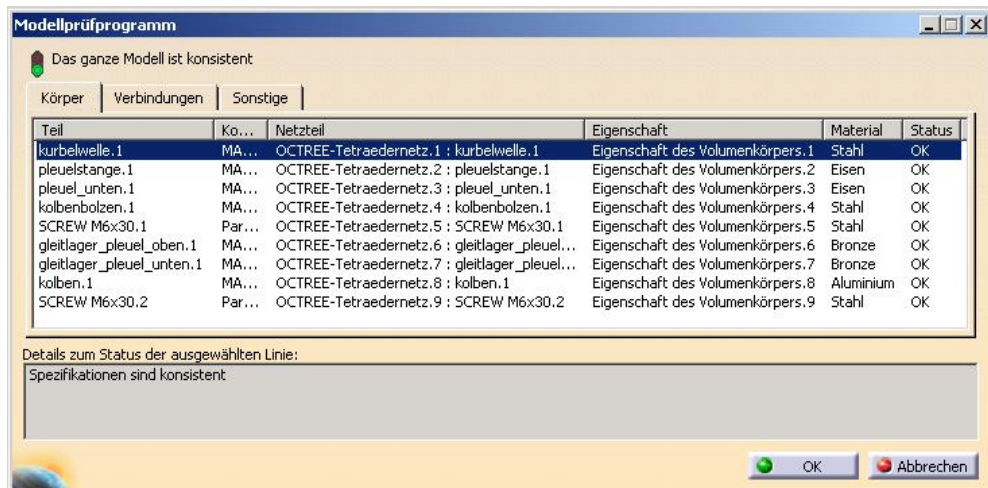 Modellprüfprogramm
Das ganze Modell ist konsistent
Körper Verbindungen Sonstige
Teil Ko... Netzteil Eigenschaft Material Status
kurbelwelle.1 MA... OCTREE-Tetraedernetz.1 : kurbelwelle.1 Eigenschaft des Volumenkörpers.1 Stahl OK
pleuelstange.1 MA... OCTREE-Tetraedernetz.2 : pleuelstange.1 Eigenschaft des Volumenkörpers.2 Eisen OK
pleuel_unten.1 MA... OCTREE-Tetraedernetz.3 : pleuel_unten.1 Eigenschaft des Volumenkörpers.3 Eisen OK
kolbenbolzen.1 MA... OCTREE-Tetraedernetz.4 : kolbenbolzen.1 Eigenschaft des Volumenkörpers.4 Stahl OK
SCREW M6x30.1 Par... OCTREE-Tetraedernetz.5 : SCREW M6x30.1 Eigenschaft des Volumenkörpers.5 Stahl OK
gleitlager_pleuel_oben.1 MA... OCTREE-Tetraedernetz.6 : gleitlager_pleuel... Eigenschaft des Volumenkörpers.6 Bronze OK
gleitlager_pleuel_unten.1 MA... OCTREE-Tetraedernetz.7 : gleitlager_pleuel... Eigenschaft des Volumenkörpers.7 Bronze OK
kolben.1 MA... OCTREE-Tetraedernetz.8 : kolben.1 Eigenschaft des Volumenkörpers.8 Aluminium OK
SCREW M6x30.2 Par... OCTREE-Tetraedernetz.9 : SCREW M6x30.2 Eigenschaft des Volumenkörpers.9 Stahl OK
Details zum Status der ausgewählten Linie:
Spezifikationen sind konsistent
OK Abbrechen